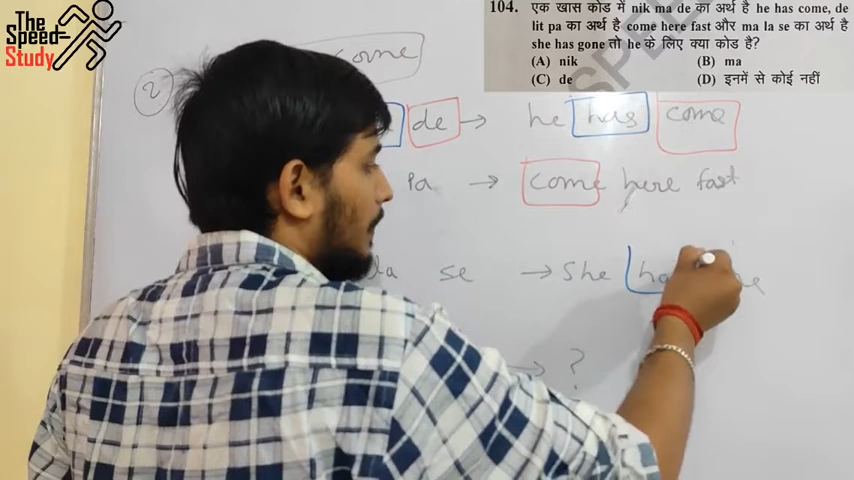 The
Speed
Study
104. एक खास कोड में nik ma de का अर्थ है he has come, de
lit pa का अर्थ है come here fast और ma la se का अर्थ है
she has gone तो he के लिए क्या कोड है?
(A) nik (B) ma
(C) de (D) इनमें से कोई नहीं
2 come
de → he has come
Pa → come here fast
la se → She
→ ?